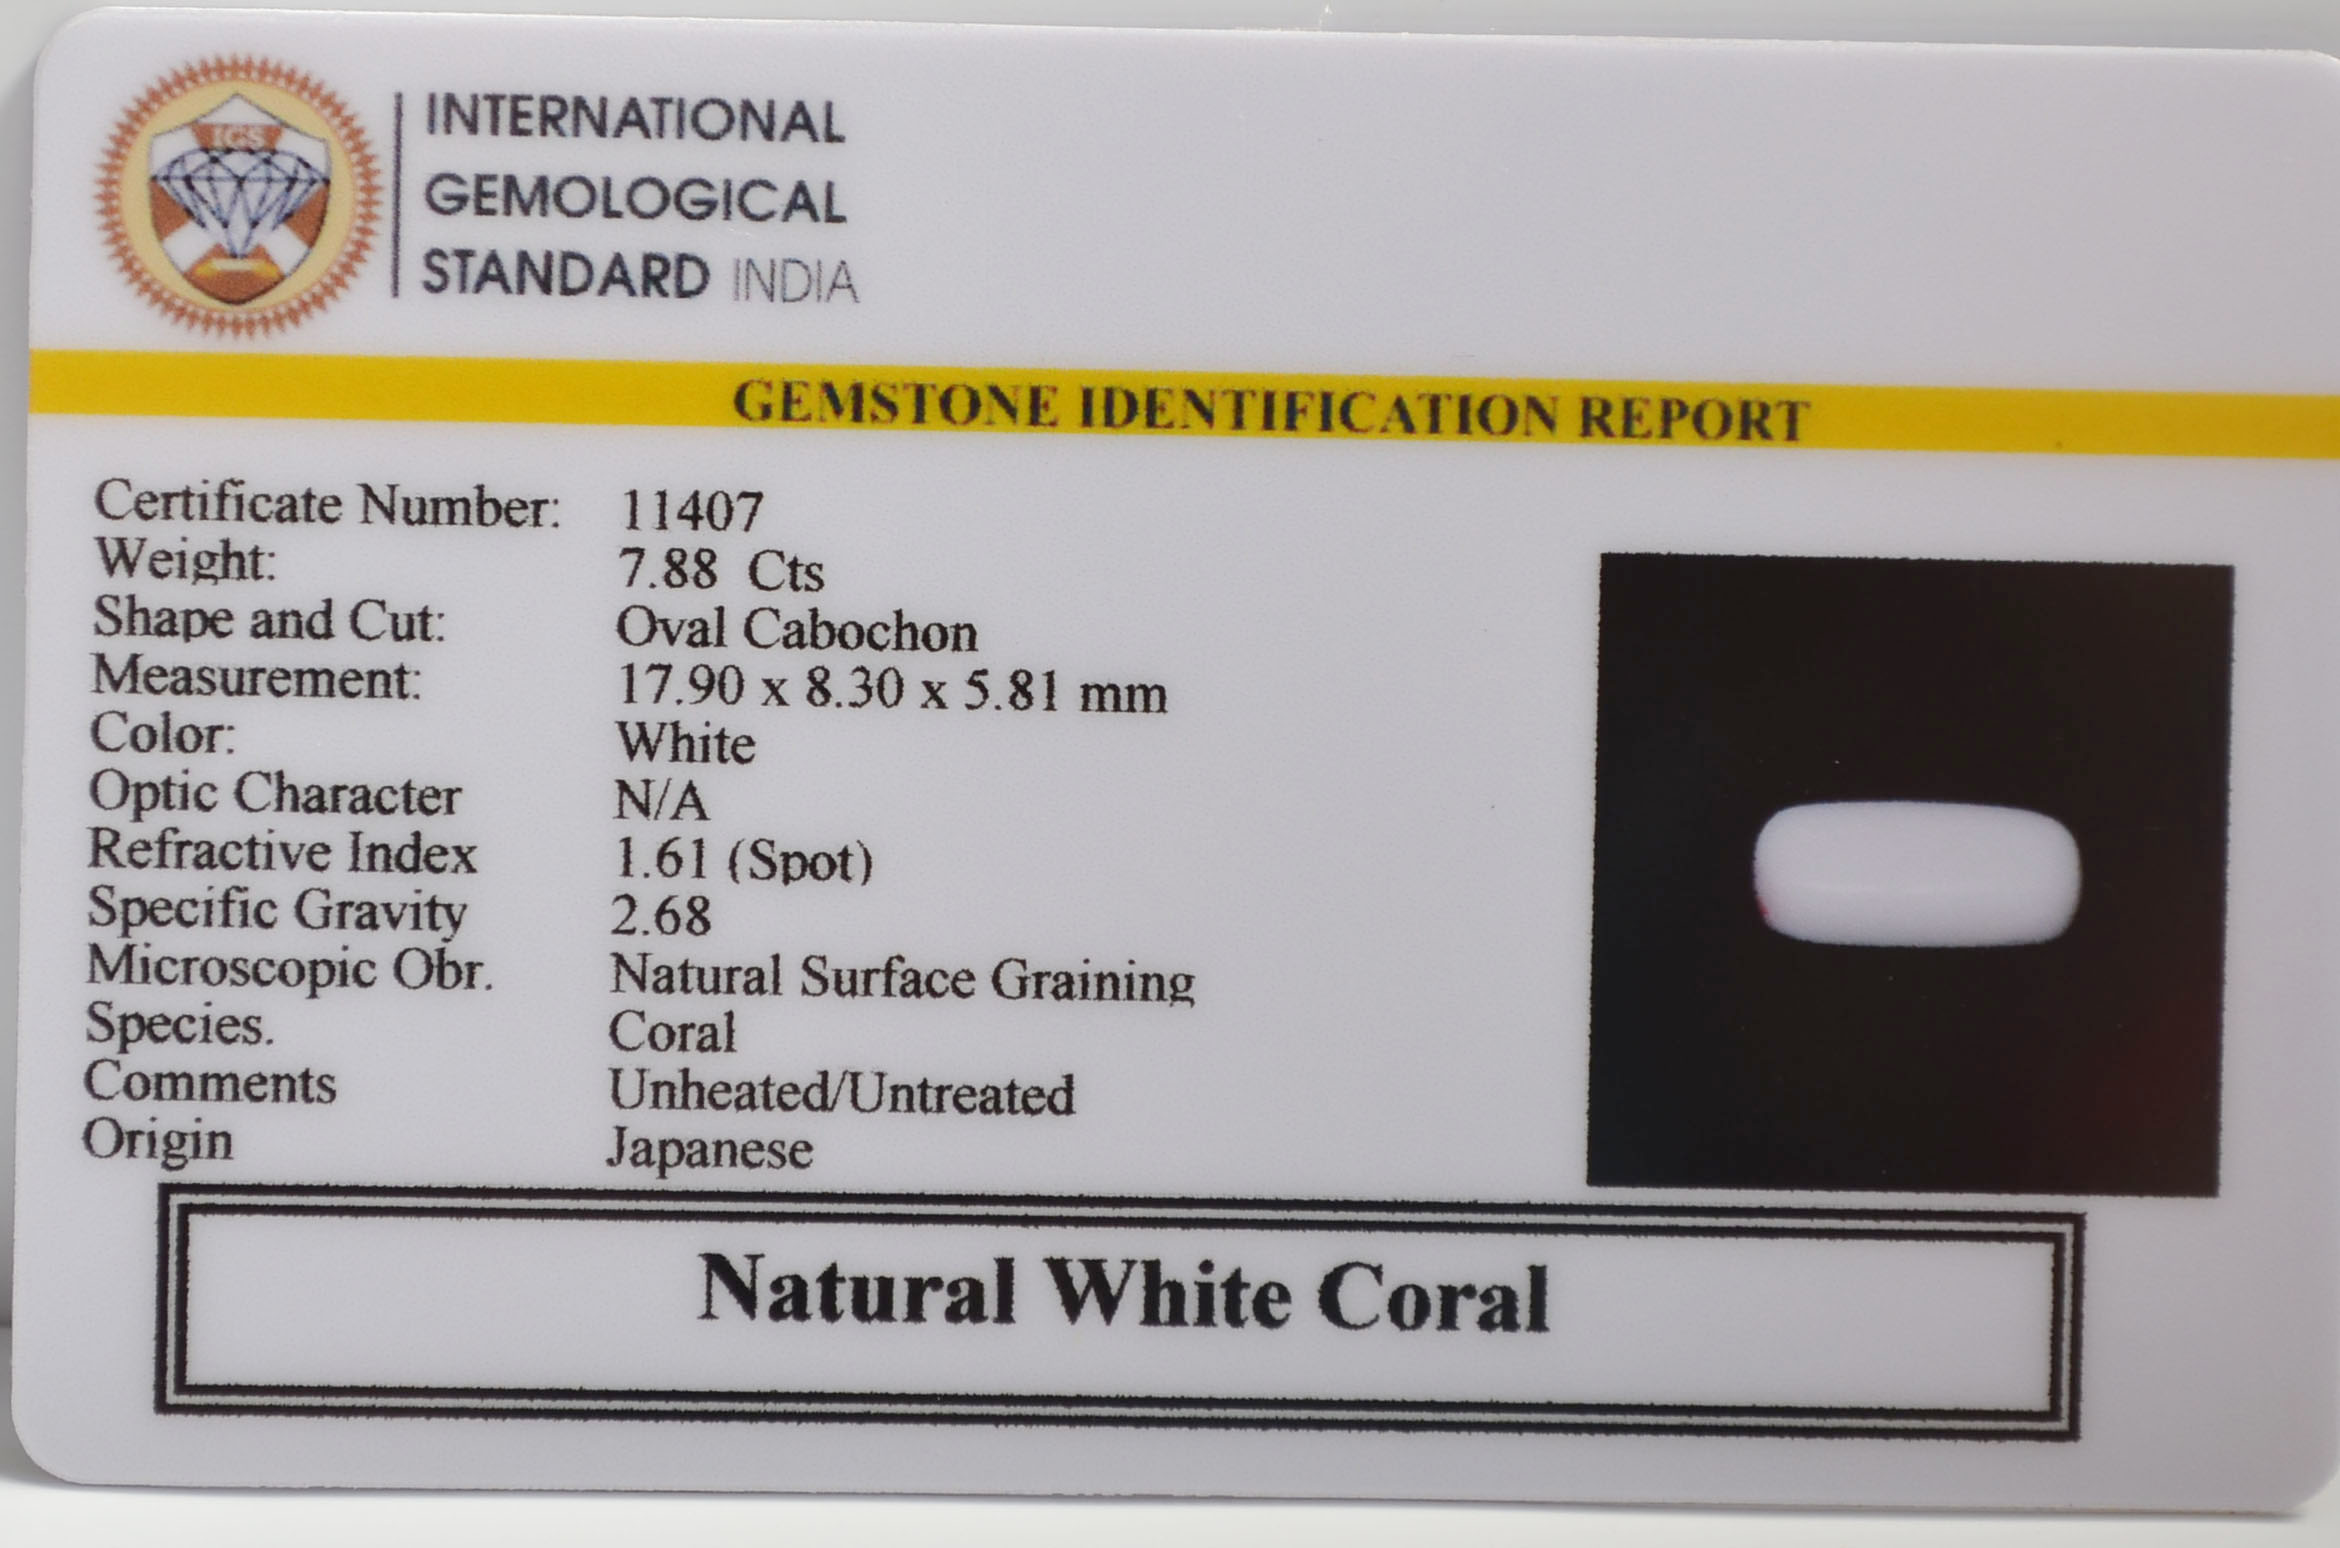 IGS
INTERNATIONAL
GEMOLOGICAL
STANDARD INDIA
GEMSTONE IDENTIFICATION REPORT
Certificate Number: 11407
Weight: 7.88 Cts
Shape and Cut: Oval Cabochon
Measurement: 17.90 x 8.30 x 5.81 mm
Color: White
Optic Character N/A
Refractive Index 1.61 (Spot)
Specific Gravity 2.68
Microscopic Obr. Natural Surface Graining
Species. Coral
Comments Unheated/Untreated
Origin Japanese
Natural White Coral